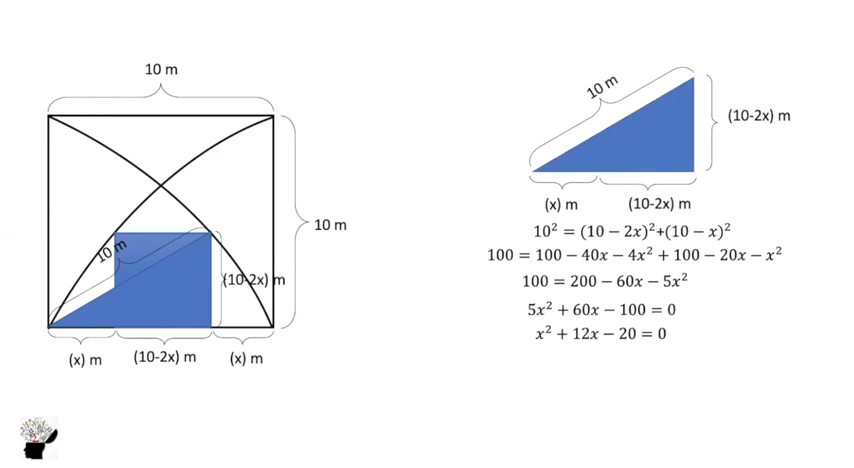 10 m
10 m
10 m
(10-2x) m
(x) m
(10-2x) m
(x) m
10 m
(10-2x) m
(x) m
(10-2x) m
10² = (10 − 2x)²+(10 − x)²
100 = 100 − 40x − 4x² + 100 − 20x − x²
100 = 200 − 60x − 5x²
5x² + 60x − 100 = 0
x² + 12x − 20 = 0